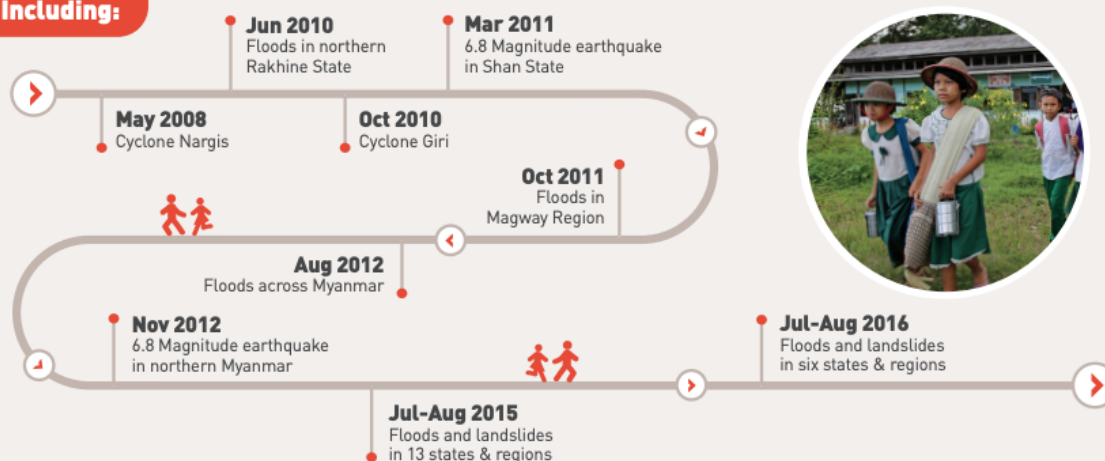 Including:
Jun 2010
Floods in northern
Rakhine State
Mar 2011
6.8 Magnitude earthquake
in Shan State
May 2008
Cyclone Nargis
Oct 2010
Cyclone Giri
Oct 2011
Floods in
Magway Region
Aug 2012
Floods across Myanmar
Nov 2012
6.8 Magnitude earthquake
in northern Myanmar
Jul-Aug 2016
Floods and landslides
in six states & regions
Jul-Aug 2015
Floods and landslides
in 13 states & regions